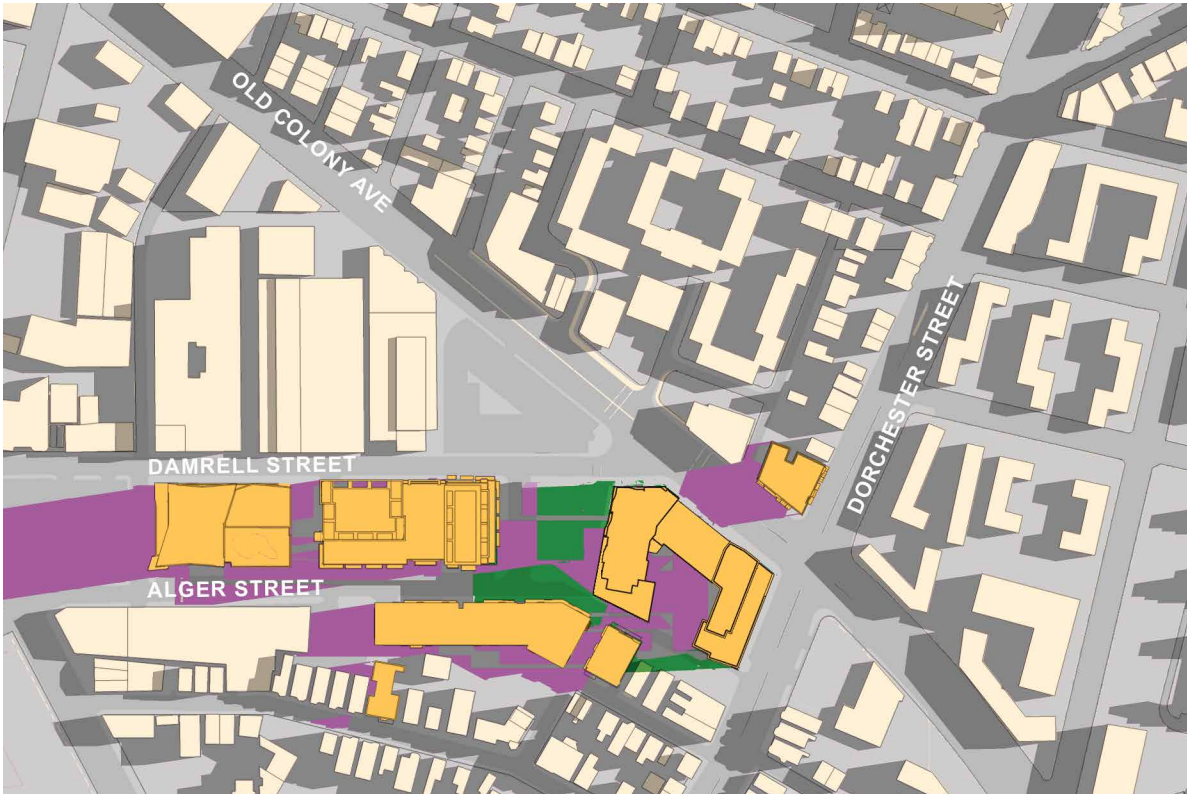 OLD COLONY AVE
DORCHESTER STREET
DAMRELL STREET
ALGER STREET